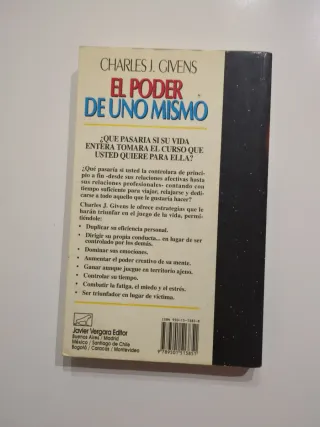 CHARLES J. GIVENS
EL PODER
DE UNO MISMO
¿QUE PASARIA SI SU VIDA
ENTERA TOMARA EL CURSO QUE
USTED QUIERE PARA ELLA?
¿Qué pasaría si usted la controlara de princi-
pio a fin -desde sus relaciones afectivas hasta
sus relaciones profesionales- contando con
tiempo suficiente para viajar, relajarse y dedi-
carse a todo aquello que le gustaría hacer?
Charles J. Givens le ofrece estrategias que le
harán triunfar en el juego de la vida, permi-
tiéndole:
• Duplicar su eficiencia personal.
• Dirigir su propia conducta... en lugar de ser
controlado por los demás.
• Dominar sus emociones.
• Aumentar el poder creativo de su mente.
• Ganar aunque juegue en territorio ajeno.
• Controlar su tiempo.
• Combatir la fatiga, el miedo y el estrés.
• Ser triunfador en lugar de víctima.
Javier Vergara Editor
Buenos Aires / Madrid
México / Santiago de Chile
Bogotá / Caracas / Montevideo